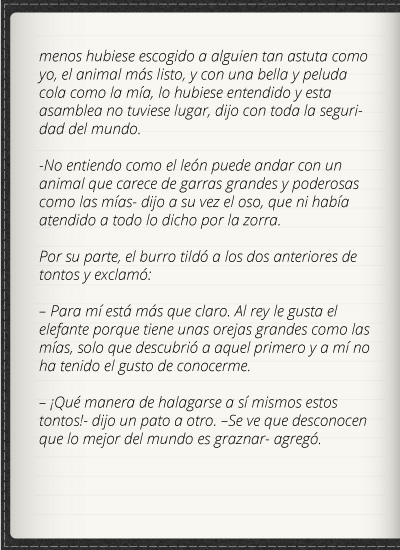 menos hubiese escogido a alguien tan astuta como
yo, el animal más listo, y con una bella y peluda
cola como la mía, lo hubiese entendido y esta
asamblea no tuviese lugar, dijo con toda la seguri-
dad del mundo.
-No entiendo como el león puede andar con un
animal que carece de garras grandes y poderosas
como las mías- dijo a su vez el oso, que ni había
atendido a todo lo dicho por la zorra.
Por su parte, el burro tildó a los dos anteriores de
tontos y exclamó:
– Para mí está más que claro. Al rey le gusta el
elefante porque tiene unas orejas grandes como las
mías, solo que descubrió a aquel primero y a mí no
ha tenido el gusto de conocerme.
– ¡Qué manera de halagarse a sí mismos estos
tontos!- dijo un pato a otro. –Se ve que desconocen
que lo mejor del mundo es graznar- agregó.